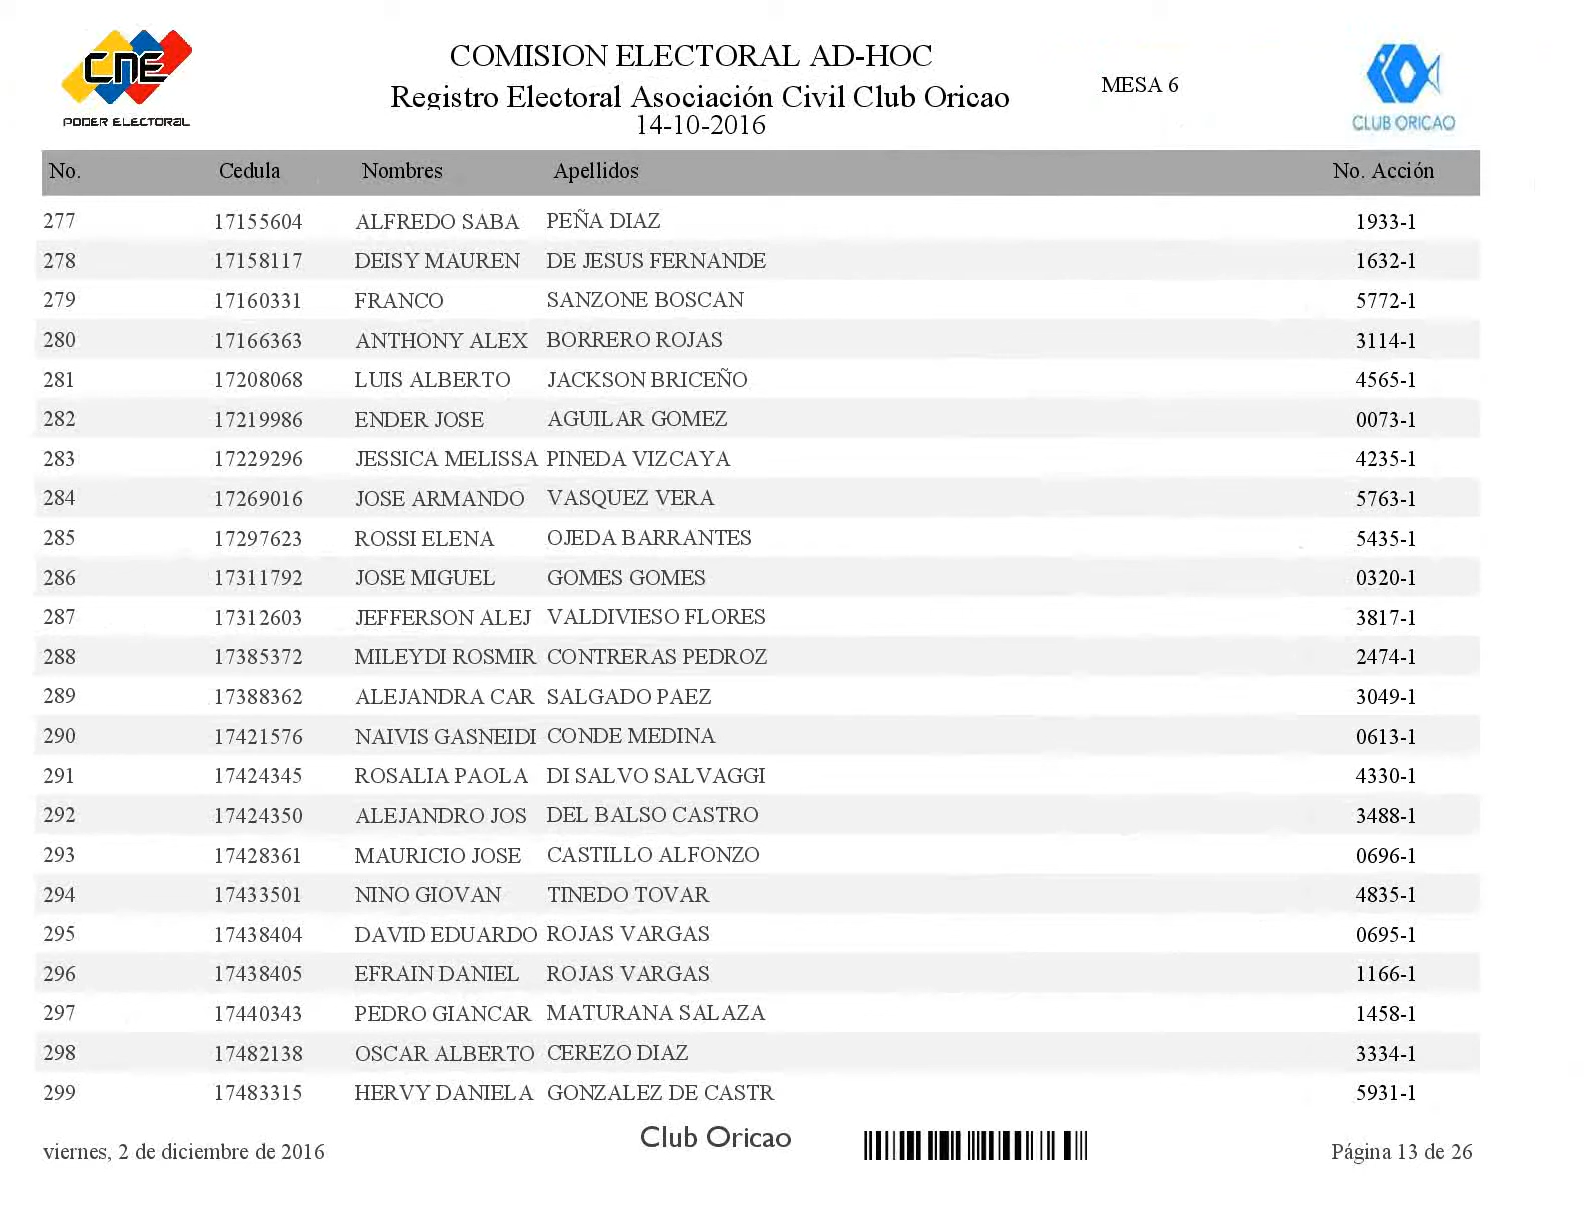 CNE
PODER ELECTORAL
COMISION ELECTORAL AD-HOC
Registro Electoral Asociación Civil Club Oricao
14-10-2016
MESA 6
CLUB ORICAO
No. Cedula Nombres Apellidos No. Acción
277 17155604 ALFREDO SABA PEÑA DIAZ 1933-1
278 17158117 DEISY MAUREN DE JESUS FERNANDE 1632-1
279 17160331 FRANCO SANZONE BOSCAN 5772-1
280 17166363 ANTHONY ALEX BORRERO ROJAS 3114-1
281 17208068 LUIS ALBERTO JACKSON BRICEÑO 4565-1
282 17219986 ENDER JOSE AGUILAR GOMEZ 0073-1
283 17229296 JESSICA MELISSA PINEDA VIZCAYA 4235-1
284 17269016 JOSE ARMANDO VASQUEZ VERA 5763-1
285 17297623 ROSSI ELENA OJEDA BARRANTES 5435-1
286 17311792 JOSE MIGUEL GOMES GOMES 0320-1
287 17312603 JEFFERSON ALEJ VALDIVIESO FLORES 3817-1
288 17385372 MILEYDI ROSMIR CONTRERAS PEDROZ 2474-1
289 17388362 ALEJANDRA CAR SALGADO PAEZ 3049-1
290 17421576 NAIVIS GASNEIDI CONDE MEDINA 0613-1
291 17424345 ROSALIA PAOLA DI SALVO SALVAGGI 4330-1
292 17424350 ALEJANDRO JOS DEL BALSO CASTRO 3488-1
293 17428361 MAURICIO JOSE CASTILLO ALFONZO 0696-1
294 17433501 NINO GIOVAN TINEDO TOVAR 4835-1
295 17438404 DAVID EDUARDO ROJAS VARGAS 0695-1
296 17438405 EFRAIN DANIEL ROJAS VARGAS 1166-1
297 17440343 PEDRO GIANCAR MATURANA SALAZA 1458-1
298 17482138 OSCAR ALBERTO CEREZO DIAZ 3334-1
299 17483315 HERVY DANIELA GONZALEZ DE CASTR 5931-1
viernes, 2 de diciembre de 2016 Club Oricao Página 13 de 26